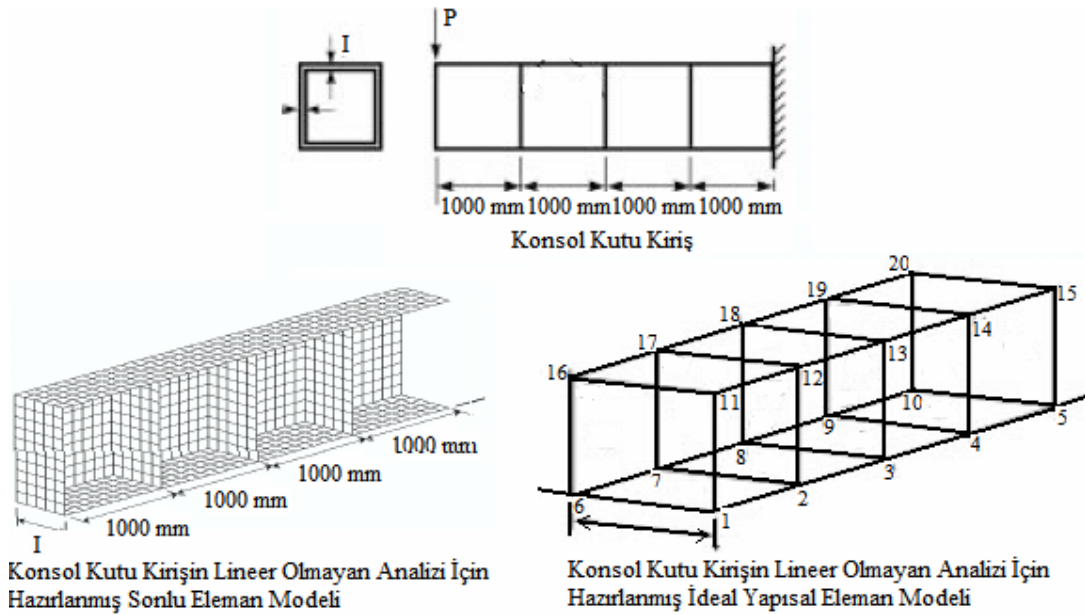 P
I
1000 mm 1000 mm 1000 mm 1000 mm
Konsol Kutu Kiriş
1000 mm
1000 mm
1000 mm
1000 mm
I
Konsol Kutu Kirişin Lineer Olmayan Analizi İçin
Hazırlanmış Sonlu Eleman Modeli
20
19
15
18
14
17
13
16
12
11
10
9
5
8
4
7
3
6
2
1
Konsol Kutu Kirişin Lineer Olmayan Analizi İçin
Hazırlanmış İdeal Yapısal Eleman Modeli